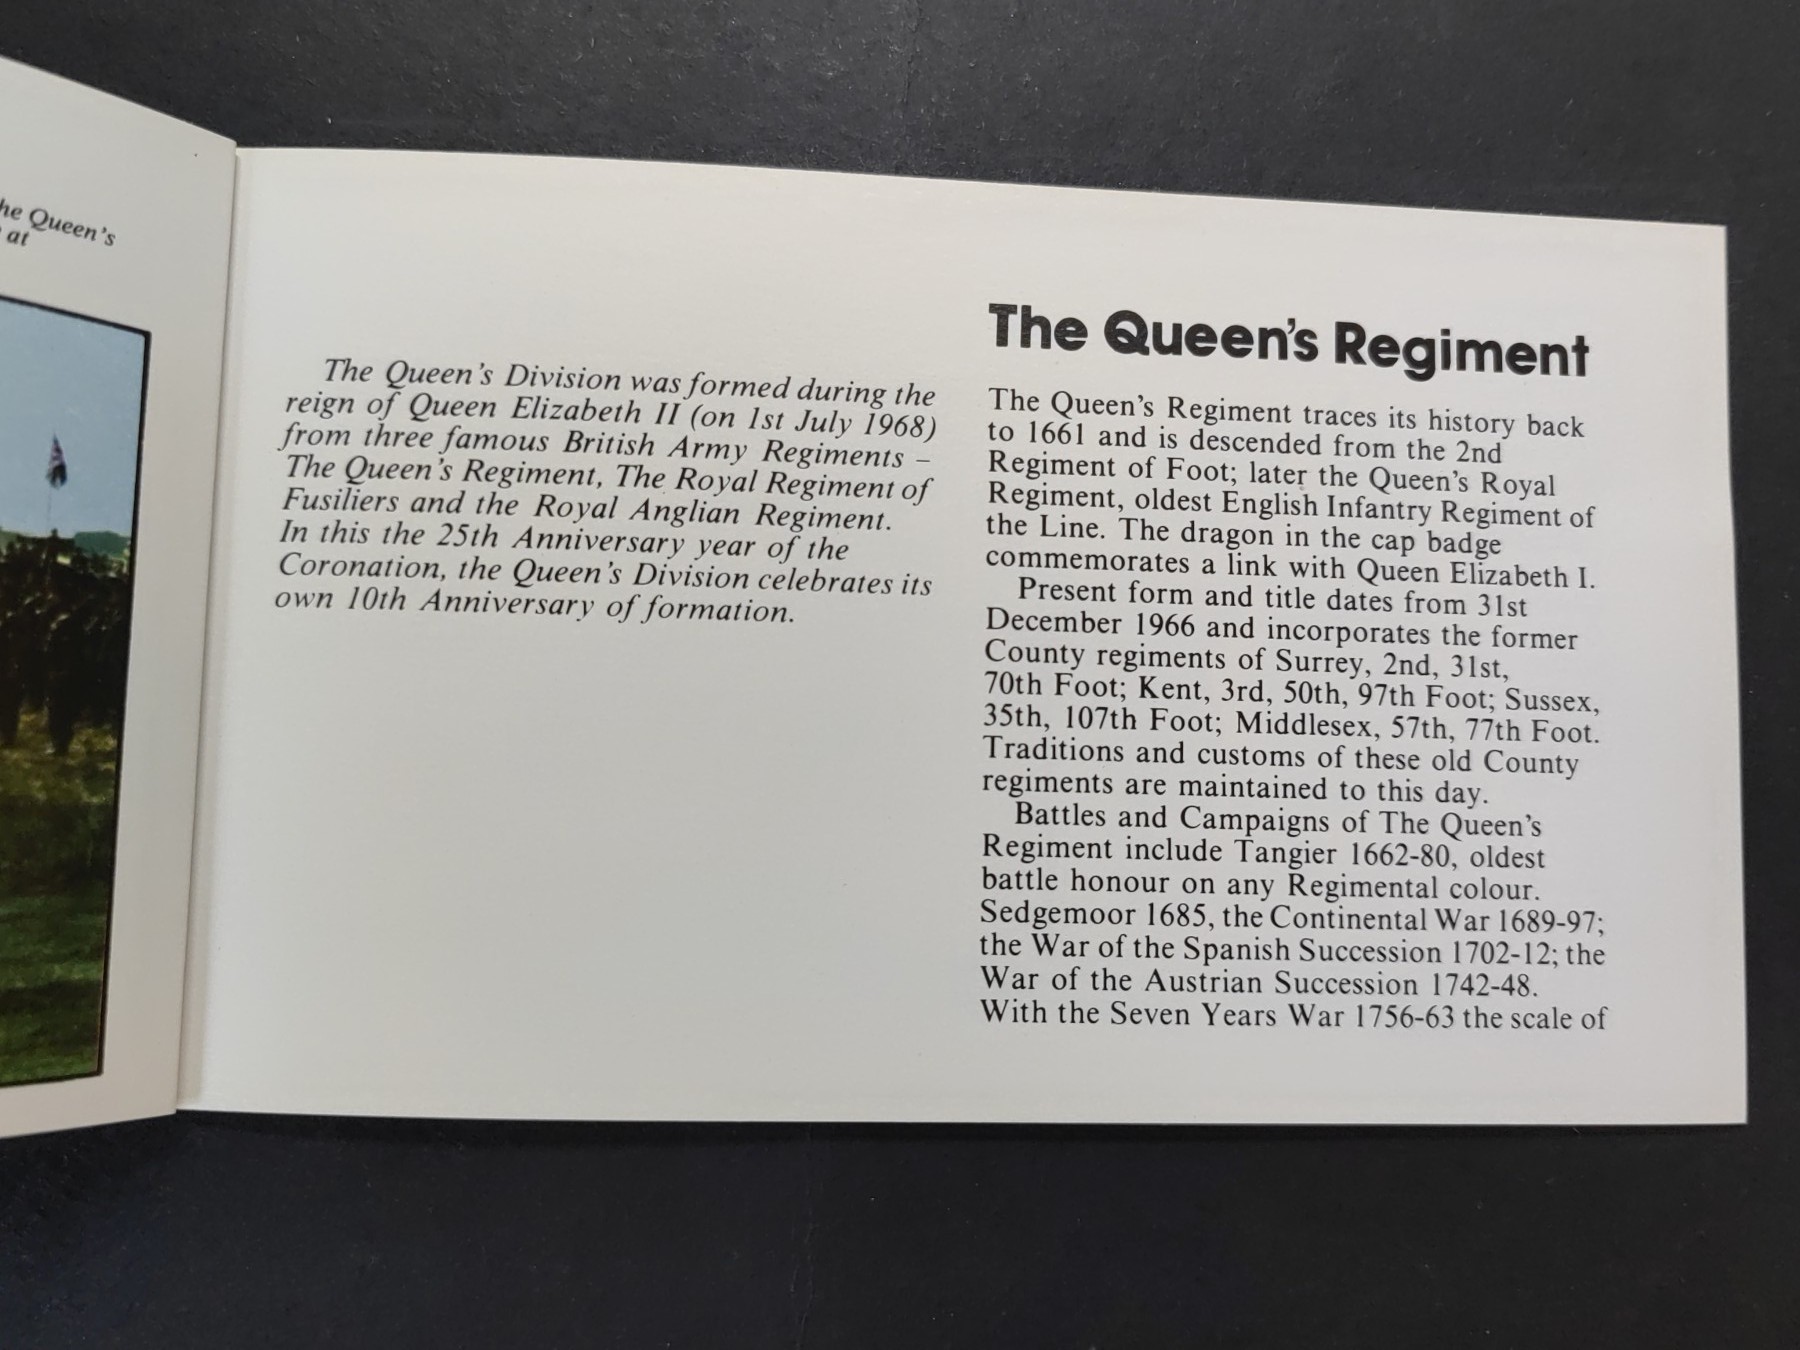 he Queen's
at
The Queen's Division was formed during the
reign of Queen Elizabeth II (on 1st July 1968)
from three famous British Army Regiments –
The Queen's Regiment, The Royal Regiment of
Fusiliers and the Royal Anglian Regiment.
In this the 25th Anniversary year of the
Coronation, the Queen's Division celebrates its
own 10th Anniversary of formation.
The Queen's Regiment
The Queen's Regiment traces its history back
to 1661 and is descended from the 2nd
Regiment of Foot; later the Queen's Royal
Regiment, oldest English Infantry Regiment of
the Line. The dragon in the cap badge
commemorates a link with Queen Elizabeth I.
Present form and title dates from 31st
December 1966 and incorporates the former
County regiments of Surrey, 2nd, 31st,
70th Foot; Kent, 3rd, 50th, 97th Foot; Sussex,
35th, 107th Foot; Middlesex, 57th, 77th Foot.
Traditions and customs of these old County
regiments are maintained to this day.
Battles and Campaigns of The Queen's
Regiment include Tangier 1662-80, oldest
battle honour on any Regimental colour.
Sedgemoor 1685, the Continental War 1689-97;
the War of the Spanish Succession 1702-12; the
War of the Austrian Succession 1742-48.
With the Seven Years War 1756-63 the scale of